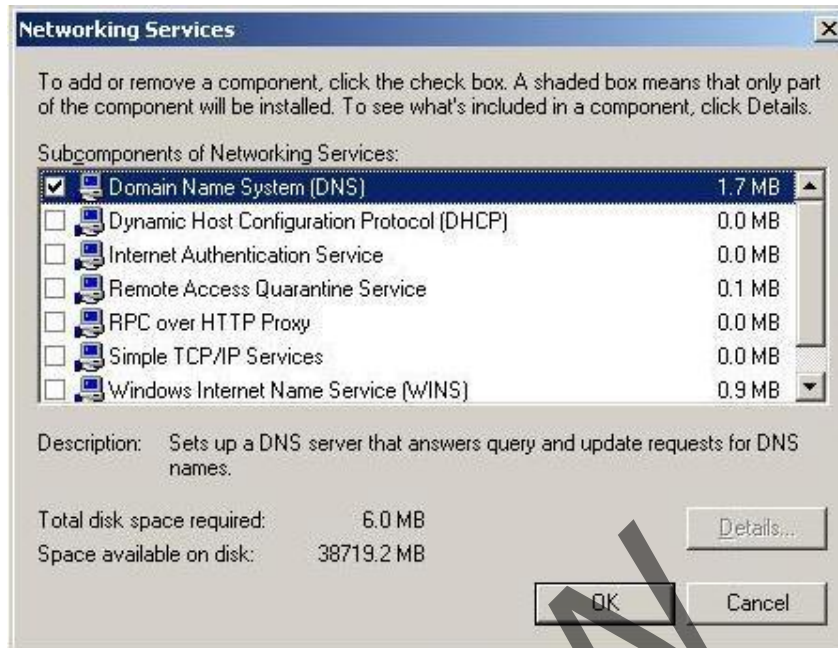 Networking Services
To add or remove a component, click the check box. A shaded box means that only part
of the component will be installed. To see what's included in a component, click Details.
Subcomponents of Networking Services:
Domain Name System (DNS) 1.7 MB
Dynamic Host Configuration Protocol (DHCP) 0.0 MB
Internet Authentication Service 0.0 MB
Remote Access Quarantine Service 0.1 MB
RPC over HTTP Proxy 0.0 MB
Simple TCP/IP Services 0.0 MB
Windows Internet Name Service (WINS) 0.9 MB
Description: Sets up a DNS server that answers query and update requests for DNS
names.
Total disk space required: 6.0 MB
Details...
Space available on disk: 38719.2 MB
OK Cancel